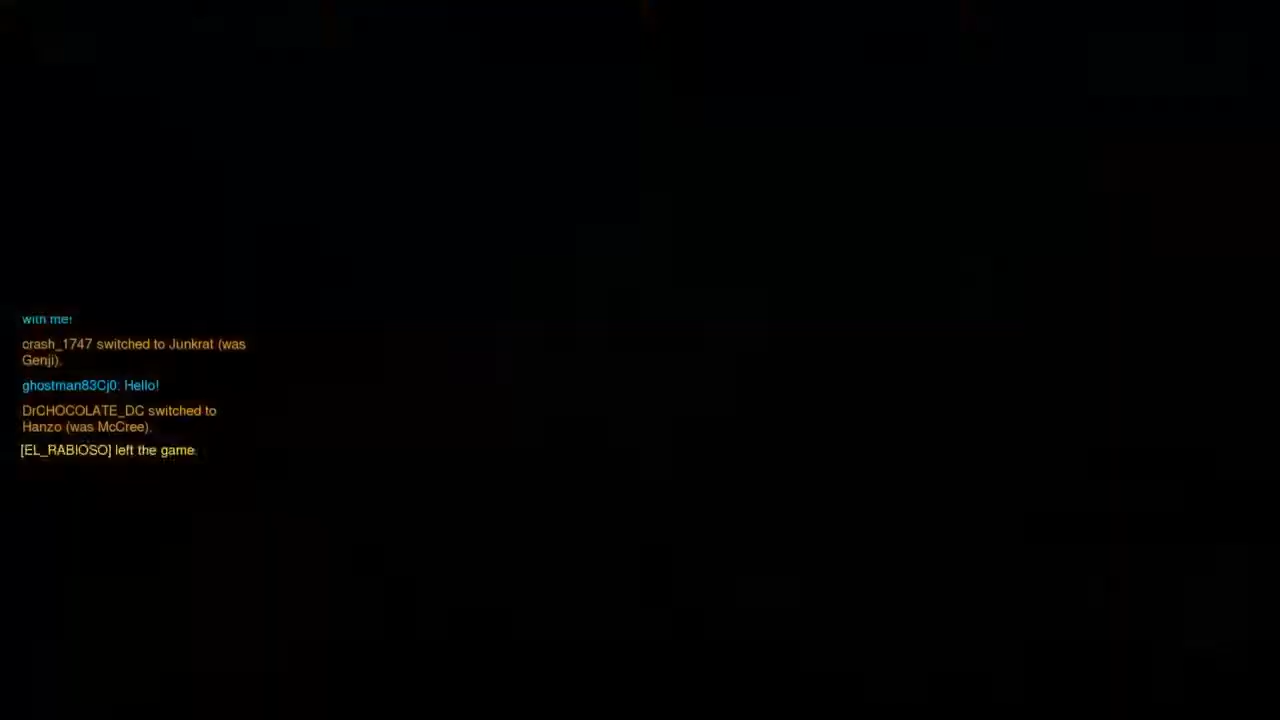 with me!
crash_1747 switched to Junkrat (was
Genji).
ghostman83Cj0: Hello!
DrCHOCOLATE_DC switched to
Hanzo (was McCree).
[EL_RABIOSO] left the game.